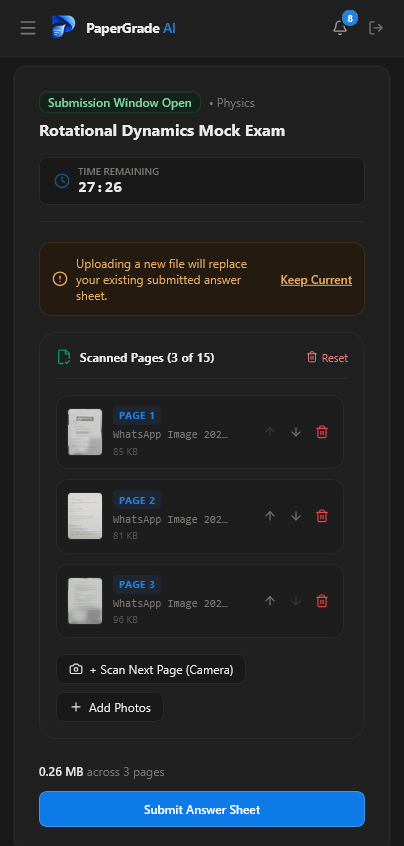 PaperGrade AI
8
Submission Window Open
• Physics
Rotational Dynamics Mock Exam
TIME REMAINING
27:26
Uploading a new file will replace
your existing submitted answer
sheet.
Keep Current
Scanned Pages (3 of 15)
Reset
PAGE 1
WhatsApp Image 202…
85 KB
PAGE 2
WhatsApp Image 202…
81 KB
PAGE 3
WhatsApp Image 202…
96 KB
+ Scan Next Page (Camera)
Add Photos
0.26 MB across 3 pages
Submit Answer Sheet